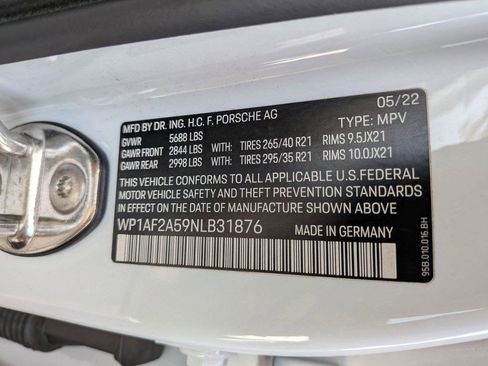 MFD BY DR. ING. H.C. F. PORSCHE AG 05/22
GVWR 5688 LBS TYPE: MPV
GAWR FRONT 2844 LBS WITH: TIRES 265/40 R21 RIMS 9.5JX21
GAWR REAR 2998 LBS WITH: TIRES 295/35 R21 RIMS 10.0JX21
THIS VEHICLE CONFORMS TO ALL APPLICABLE U.S.FEDERAL
MOTOR VEHICLE SAFETY AND THEFT PREVENTION STANDARDS
IN EFFECT ON THE DATE OF MANUFACTURE SHOWN ABOVE.
WP1AF2A59NLB31876 MADE IN GERMANY
95B.010.016.BH